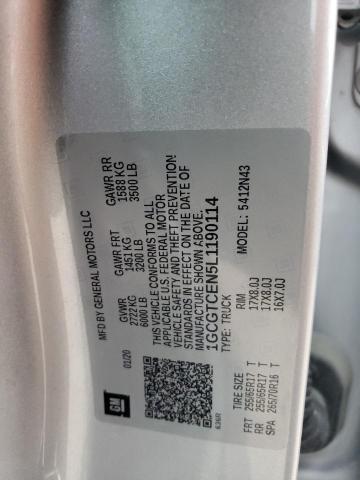 GM
MFD BY GENERAL MOTORS LLC
01/20
GVWR GAWR FRT GAWR RR
2722 KG 1451 KG 1588 KG
6000 LB 3200 LB 3500 LB
THIS VEHICLE CONFORMS TO ALL
APPLICABLE U.S. FEDERAL MOTOR
VEHICLE SAFETY AND THEFT PREVENTION
STANDARDS IN EFFECT ON THE DATE OF
MANUFACTURE SHOWN ABOVE.
1GCGTCEN5L1190114
TYPE: TRUCK MODEL: 5412N43
636R
TIRE SIZE RIM
FRT 255/65R17 T 17X8.0J
RR 255/65R17 T 17X8.0J
SPA 265/70R16 T 16X7.0J